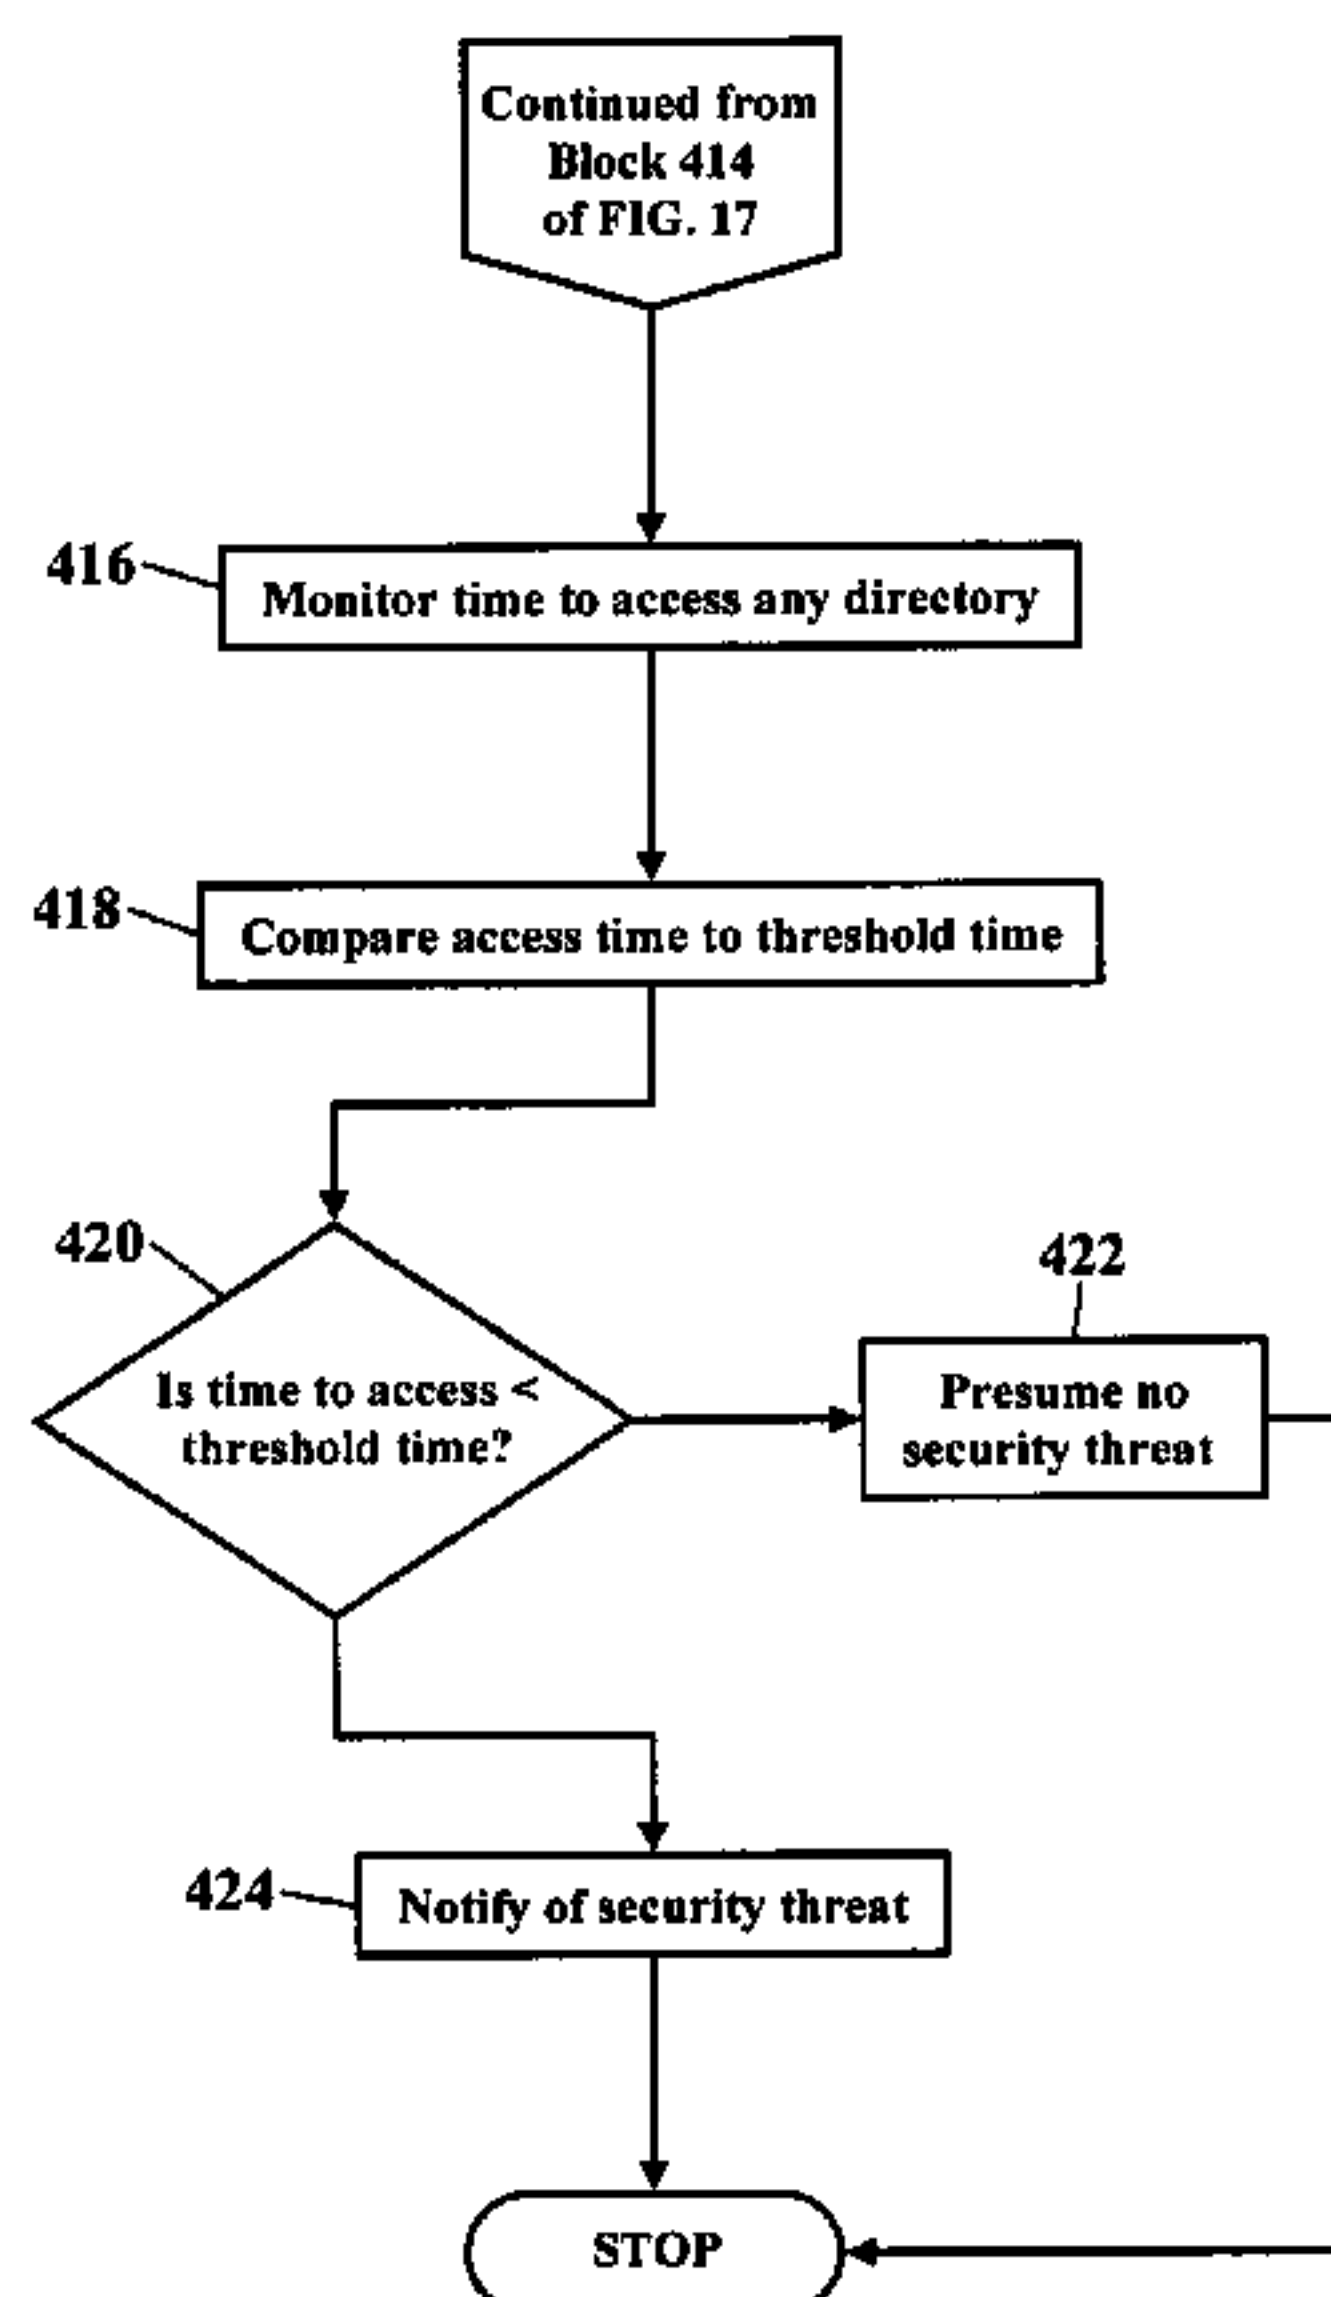 Continued from
Block 414
of FIG. 17
416
Monitor time to access any directory
418
Compare access time to threshold time
420
Is time to access <
threshold time?
422
Presume no
security threat
424
Notify of security threat
STOP